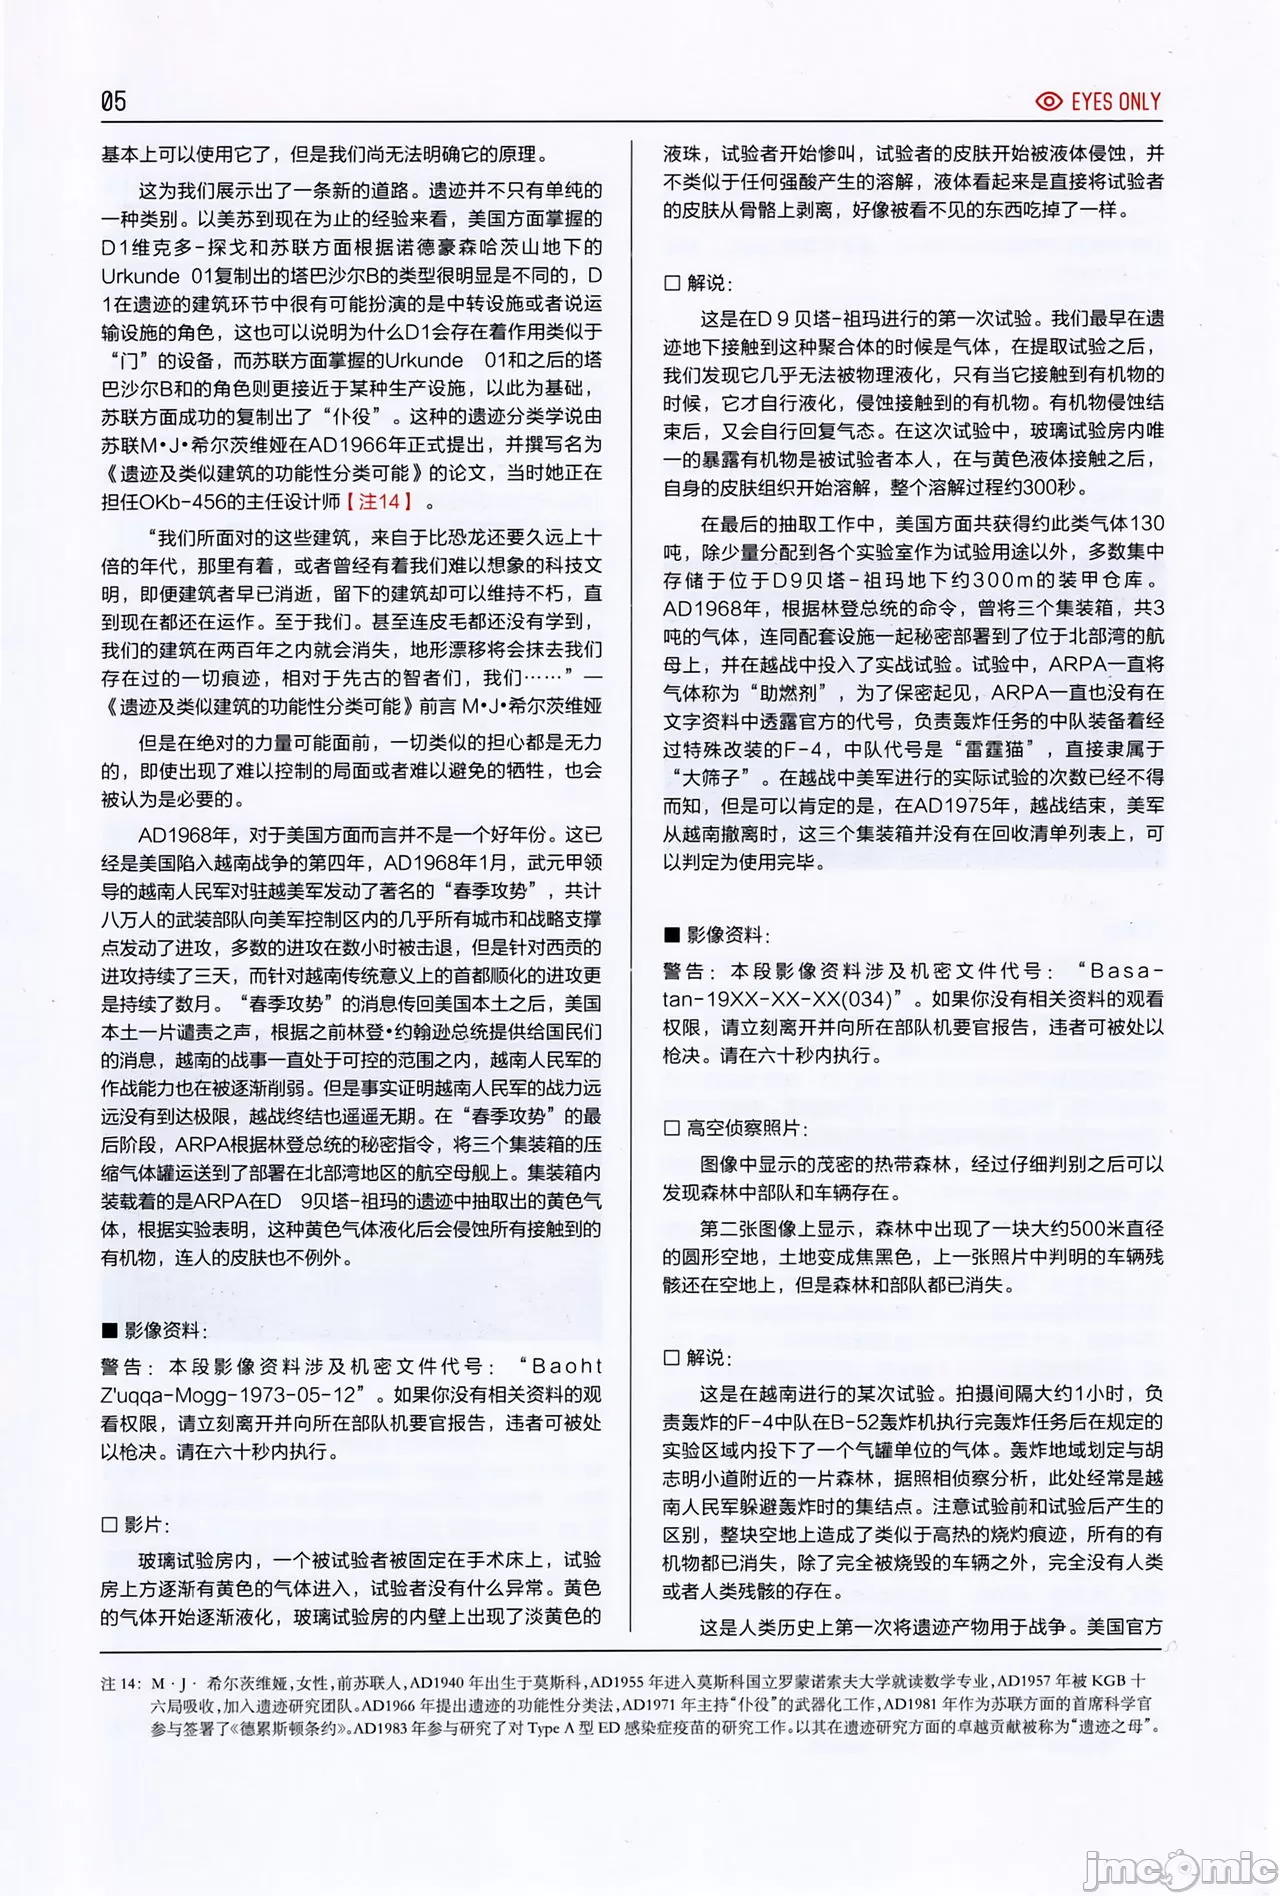 05
EYES ONLY
基本上可以使用它了，但是我们尚无法明确它的原理。
这为我们展示出了一条新的道路。遗迹并不只有单纯的
一种类别。以美苏到现在为止的经验来看，美国方面掌握的
D1维克多-探戈和苏联方面根据诺德豪森哈茨山地下的
Urkunde 01复制出的塔巴沙尔B的类型很明显是不同的，D
1在遗迹的建筑环节中很有可能扮演的是中转设施或者说运
输设施的角色，这也可以说明为什么D1会存在着作用类似于
“门”的设备，而苏联方面掌握的Urkunde 01和之后的塔
巴沙尔B和的角色则更接近于某种生产设施，以此为基础，
苏联方面成功的复制出了“仆役”。这种的遗迹分类学说由
苏联M•J•希尔茨维娅在AD1966年正式提出，并撰写名为
《遗迹及类似建筑的功能性分类可能》的论文，当时她正在
担任OKb-456的主任设计师【注14】。
“我们所面对的这些建筑，来自于比恐龙还要久远上十
倍的年代，那里有着，或者曾经有着我们难以想象的科技文
明，即便建筑者早已消逝，留下的建筑却可以维持不朽，直
到现在都还在运作。至于我们。甚至连皮毛都还没有学到，
我们的建筑在两百年之内就会消失，地形漂移将会抹去我们
存在过的一切痕迹，相对于先古的智者们，我们……”—
《遗迹及类似建筑的功能性分类可能》前言 M•J•希尔茨维娅
但是在绝对的力量可能面前，一切类似的担心都是无力
的，即使出现了难以控制的局面或者难以避免的牺牲，也会
被认为是必要的。
AD1968年，对于美国方面而言并不是一个好年份。这已
经是美国陷入越南战争的第四年，AD1968年1月，武元甲领
导的越南人民军对驻越美军发动了著名的“春季攻势”，共计
八万人的武装部队向美军控制区内的几乎所有城市和战略支撑
点发动了进攻，多数的进攻在数小时被击退，但是针对西贡的
进攻持续了三天，而针对越南传统意义上的首都顺化的进攻更
是持续了数月。“春季攻势”的消息传回美国本土之后，美国
本土一片谴责之声，根据之前林登•约翰逊总统提供给国民们
的消息，越南的战事一直处于可控的范围之内，越南人民军的
作战能力也在被逐渐削弱。但是事实证明越南人民军的战力远
远没有到达极限，越战终结也遥遥无期。在“春季攻势”的最
后阶段，ARPA根据林登总统的秘密指令，将三个集装箱的压
缩气体罐运送到了部署在北部湾地区的航空母舰上。集装箱内
装载着的是ARPA在D 9贝塔-祖玛的遗迹中抽取出的黄色气
体，根据实验表明，这种黄色气体液化后会侵蚀所有接触到的
有机物，连人的皮肤也不例外。
■ 影像资料：
警告：本段影像资料涉及机密文件代号：“Baoht
Z'uqqa-Mogg-1973-05-12”。如果你没有相关资料的观
看权限，请立刻离开并向所在部队机要官报告，违者可被处
以枪决。请在六十秒内执行。
□ 影片：
玻璃试验房内，一个被试验者被固定在手术床上，试验
房上方逐渐有黄色的气体进入，试验者没有什么异常。黄色
的气体开始逐渐液化，玻璃试验房的内壁上出现了淡黄色的
液珠，试验者开始惨叫，试验者的皮肤开始被液体侵蚀，并
不类似于任何强酸产生的溶解，液体看起来是直接将试验者
的皮肤从骨骼上剥离，好像被看不见的东西吃掉了一样。
□ 解说：
这是在D 9 贝塔-祖玛进行的第一次试验。我们最早在遗
迹地下接触到这种聚合体的时候是气体，在提取试验之后，
我们发现它几乎无法被物理液化，只有当它接触到有机物的
时候，它才自行液化，侵蚀接触到的有机物。有机物侵蚀结
束后，又会自行回复气态。在这次试验中，玻璃试验房内唯
一的暴露有机物是被试验者本人，在与黄色液体接触之后，
自身的皮肤组织开始溶解，整个溶解过程约300秒。
在最后的抽取工作中，美国方面共获得约此类气体130
吨，除少量分配到各个实验室作为试验用途以外，多数集中
存储于位于D9贝塔-祖玛地下约300m的装甲仓库。
AD1968年，根据林登总统的命令，曾将三个集装箱，共3
吨的气体，连同配套设施一起秘密部署到了位于北部湾的航
母上，并在越战中投入了实战试验。试验中，ARPA一直将
气体称为“助燃剂”，为了保密起见，ARPA一直也没有在
文字资料中透露官方的代号，负责轰炸任务的中队装备着经
过特殊改装的F-4，中队代号是“雷霆猫”，直接隶属于
“大筛子”。在越战中美军进行的实际试验的次数已经不得
而知，但是可以肯定的是，在AD1975年，越战结束，美军
从越南撤离时，这三个集装箱并没有在回收清单列表上，可
以判定为使用完毕。
■ 影像资料：
警告：本段影像资料涉及机密文件代号：“Basa-
tan-19XX-XX-XX(034)”。如果你没有相关资料的观看
权限，请立刻离开并向所在部队机要官报告，违者可被处以
枪决。请在六十秒内执行。
□ 高空侦察照片：
图像中显示的茂密的热带森林，经过仔细判别之后可以
发现森林中部队和车辆存在。
第二张图像上显示，森林中出现了一块大约500米直径
的圆形空地，土地变成焦黑色，上一张照片中判明的车辆残
骸还在空地上，但是森林和部队都已消失。
□ 解说：
这是在越南进行的某次试验。拍摄间隔大约1小时，负
责轰炸的F-4中队在B-52轰炸机执行完轰炸任务后在规定的
实验区域内投下了一个气罐单位的气体。轰炸地域划定与胡
志明小道附近的一片森林，据照相侦察分析，此处经常是越
南人民军躲避轰炸时的集结点。注意试验前和试验后产生的
区别，整块空地上造成了类似于高热的烧灼痕迹，所有的有
机物都已消失，除了完全被烧毁的车辆之外，完全没有人类
或者人类残骸的存在。
这是人类历史上第一次将遗迹产物用于战争。美国官方
注 14：M · J · 希尔茨维娅,女性,前苏联人,AD1940 年出生于莫斯科,AD1955 年进入莫斯科国立罗蒙诺索夫大学就读数学专业,AD1957 年被 KGB 十
六局吸收,加入遗迹研究团队。AD1966 年提出遗迹的功能性分类法,AD1971 年主持“仆役”的武器化工作,AD1981 年作为苏联方面的首席科学官
参与签署了《德累斯顿条约》。AD1983 年参与研究了对 Type A 型 ED 感染症疫苗的研究工作。以其在遗迹研究方面的卓越贡献被称为“遗迹之母”。
jmcomic